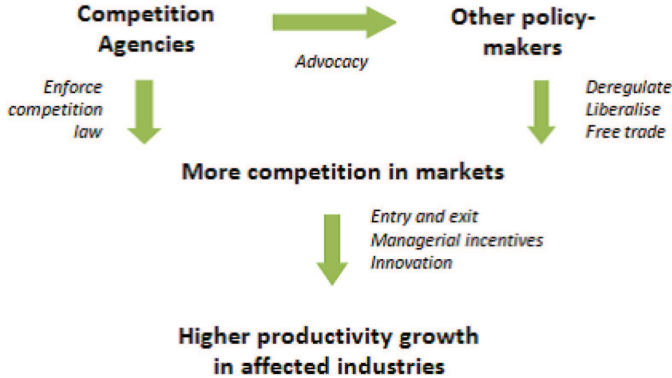 Competition
Agencies
Advocacy
Other policy-
makers
Enforce
competition
law
Deregulate
Liberalise
Free trade
More competition in markets
Entry and exit
Managerial incentives
Innovation
Higher productivity growth
in affected industries